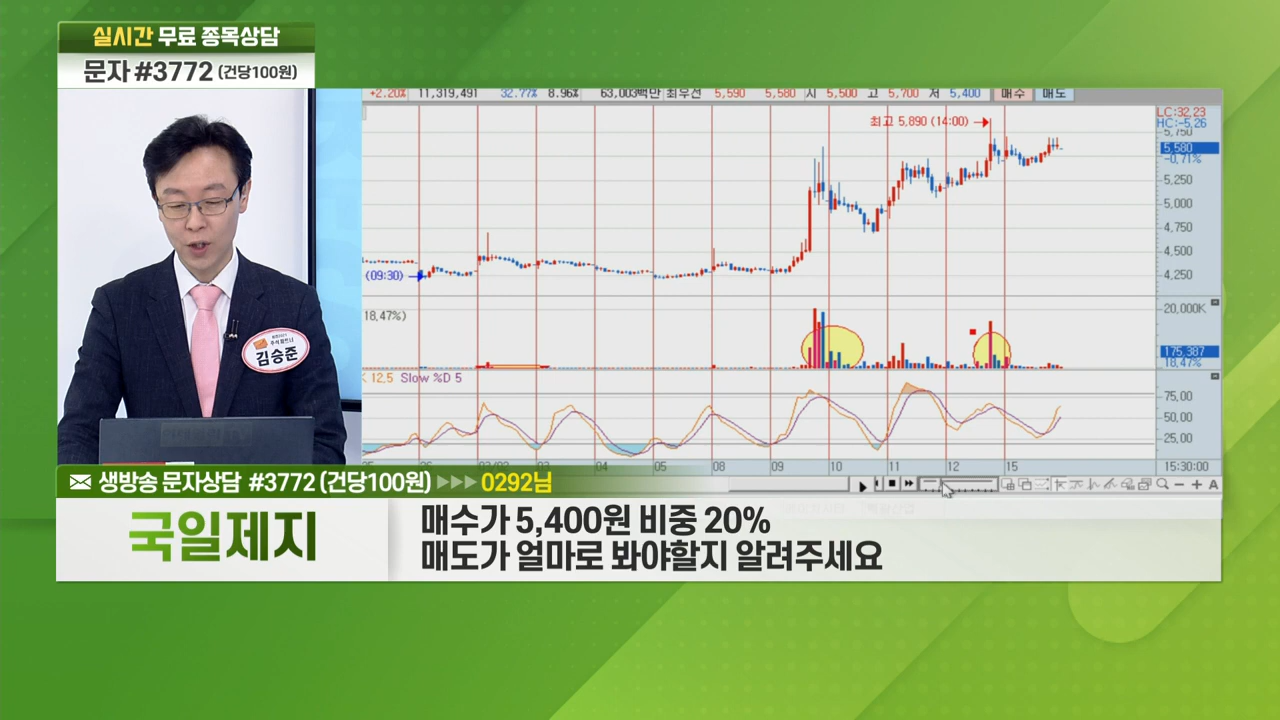 실시간 무료 종목상담
문자 #3772 (건당100원)
+2.20% 11,319,491 32.77% 8.96% 63,003백만 최우선 5,590 5,580 시 5,500 고 5,700 저 5,400 매수 매도
LC:32,23
HC:-5,26
최고 5,890 (14:00)
5,750
5,580
-0,71%
5,250
5,000
4,750
4,500
4,250
(09:30)
18,47%)
20,000K
175,387
18,47%
12,5 Slow %D 5
75,00
50,00
25,00
김승준
02/02 03 04 05 08 09 10 11 12 15 15:30:00
생방송 문자상담 #3772 (건당100원) 0292님
국일제지
매수가 5,400원 비중 20%
매도가 얼마로 봐야할지 알려주세요